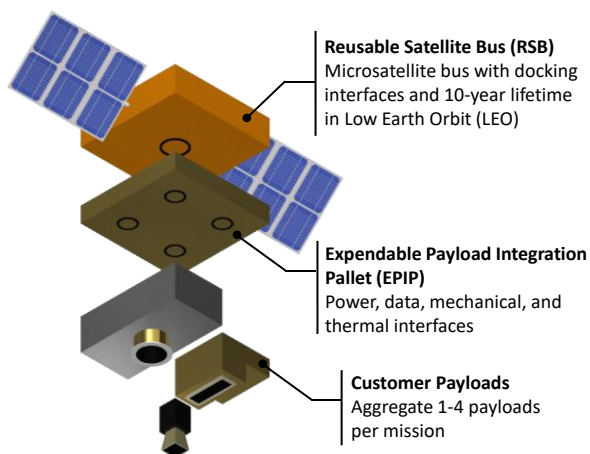 Reusable Satellite Bus (RSB)
Microsatellite bus with docking
interfaces and 10-year lifetime
in Low Earth Orbit (LEO)
Expendable Payload Integration
Pallet (EPIP)
Power, data, mechanical, and
thermal interfaces
Customer Payloads
Aggregate 1-4 payloads
per mission